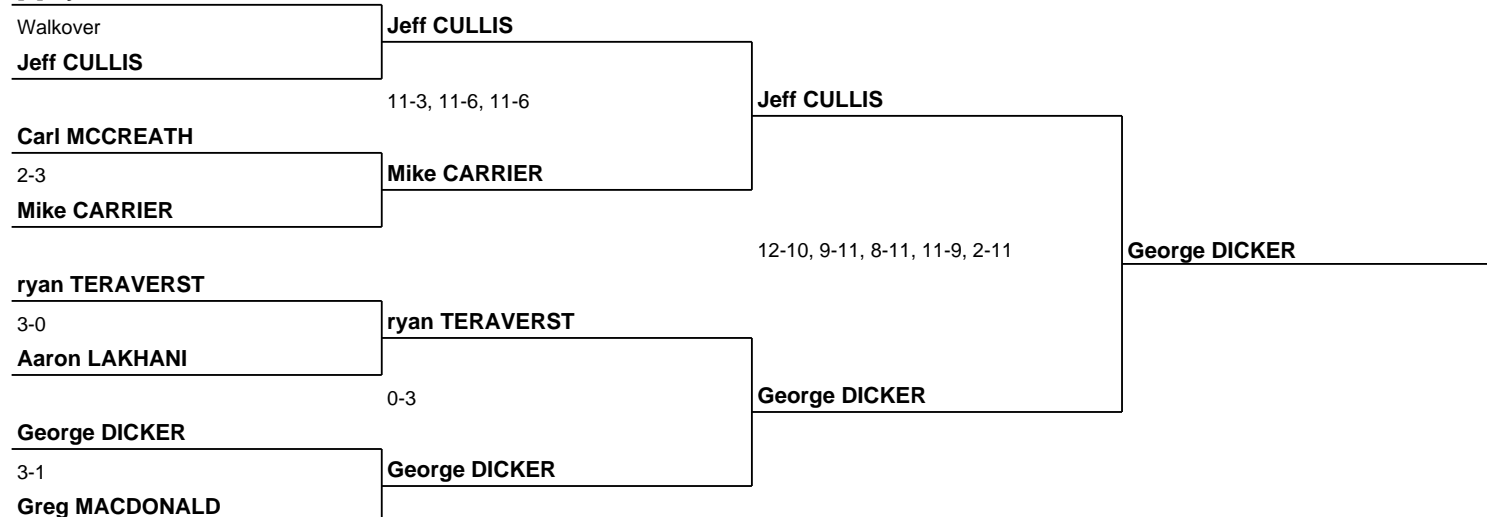 Walkover
Jeff CULLIS
Jeff CULLIS
11-3, 11-6, 11-6
Jeff CULLIS
Carl MCCREATH
2-3
Mike CARRIER
Mike CARRIER
12-10, 9-11, 8-11, 11-9, 2-11
George DICKER
ryan TERAVERST
3-0
ryan TERAVERST
Aaron LAKHANI
0-3
George DICKER
George DICKER
3-1
George DICKER
Greg MACDONALD